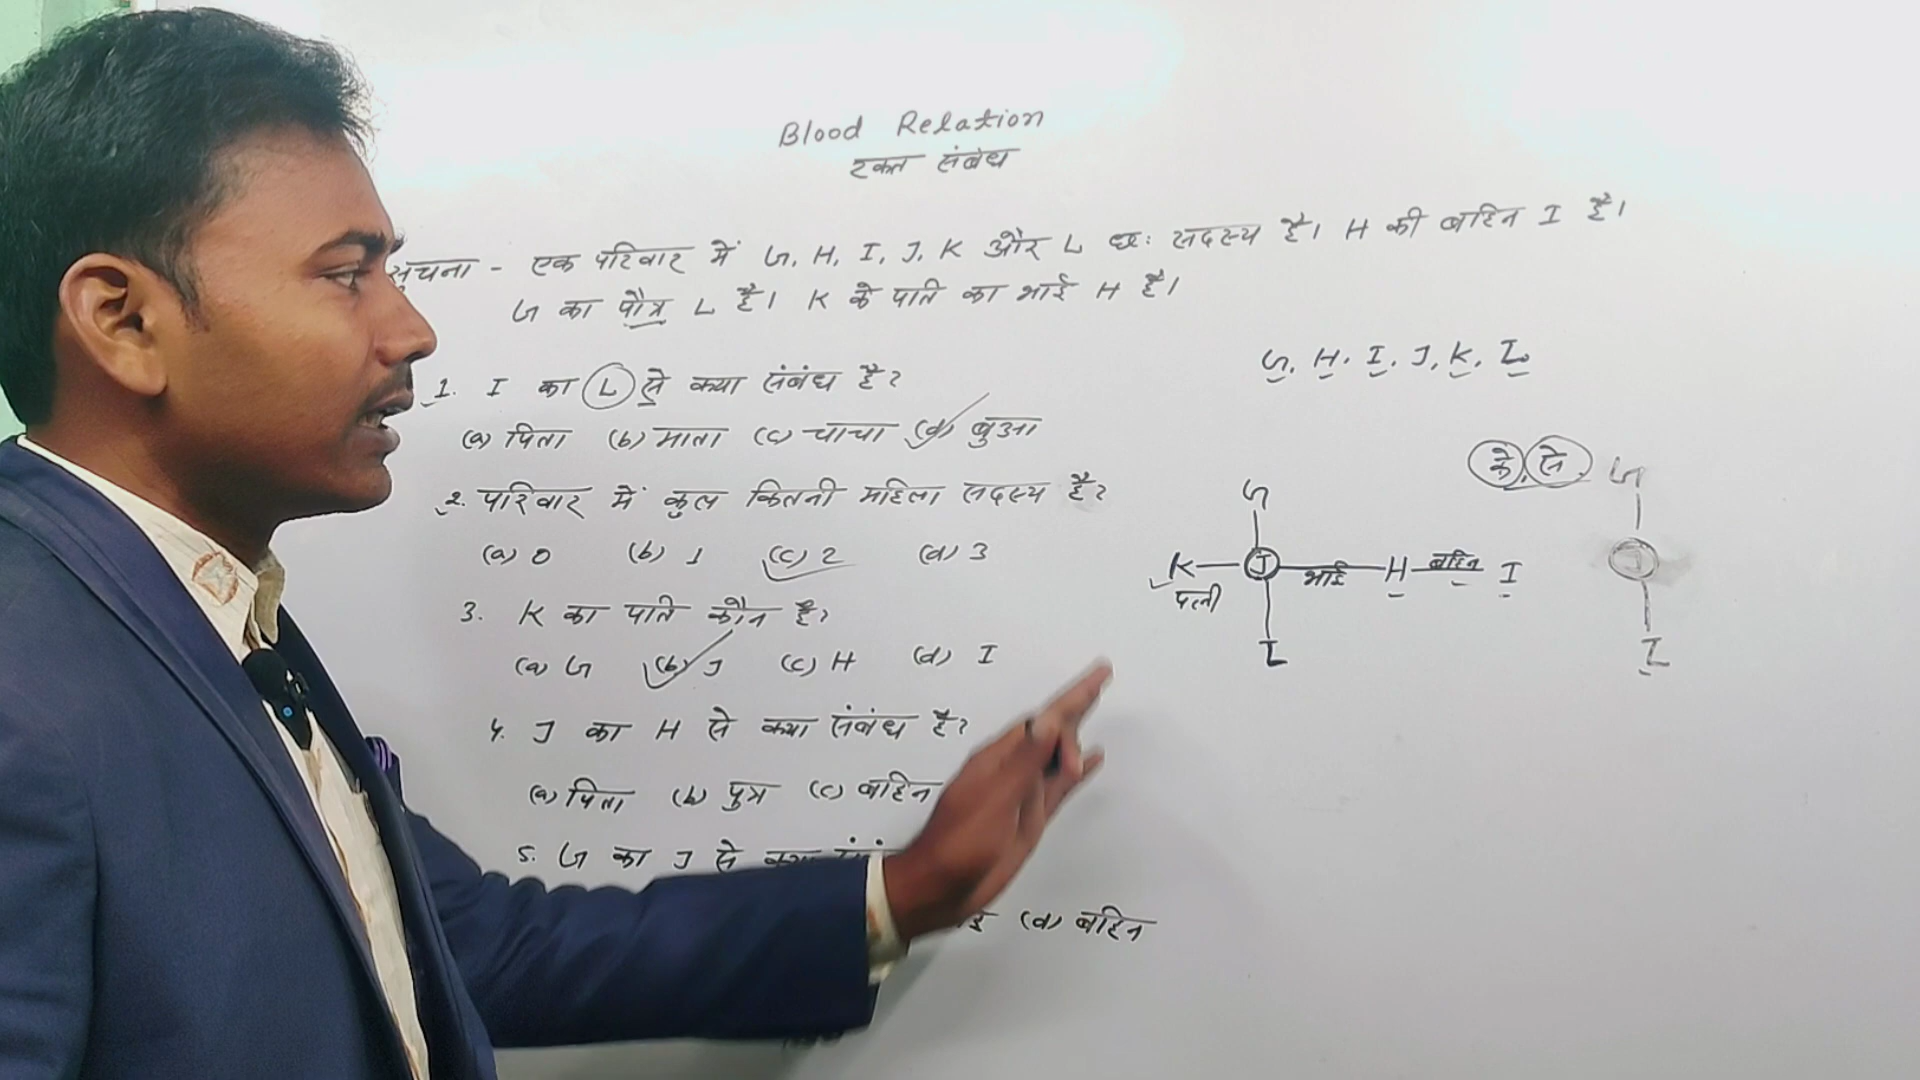 Blood Relation
रक्त संबंध
सुचना - एक परिवार में G, H, I, J, K और L छः सदस्य है। H की बहिन I है।
G का पौत्र L है। K के पति का भाई H है।
1. I का L से क्या संबंध है?
(a) पिता (b) माता (c) चाचा (d) बुआ
2. परिवार में कुल कितनी महिला सदस्य है?
(a) 0 (b) 1 (c) 2 (d) 3
3. K का पति कौन है?
(a) G (b) J (c) H (d) I
4. J का H से क्या संबंध है?
(a) पिता (b) पुत्र (c) बहिन
5. G का J से क्या
(d) बहिन
G, H, I, J, K, L
के, से
G
K J भाई H बहिन I
पत्नी
L
G
J
L